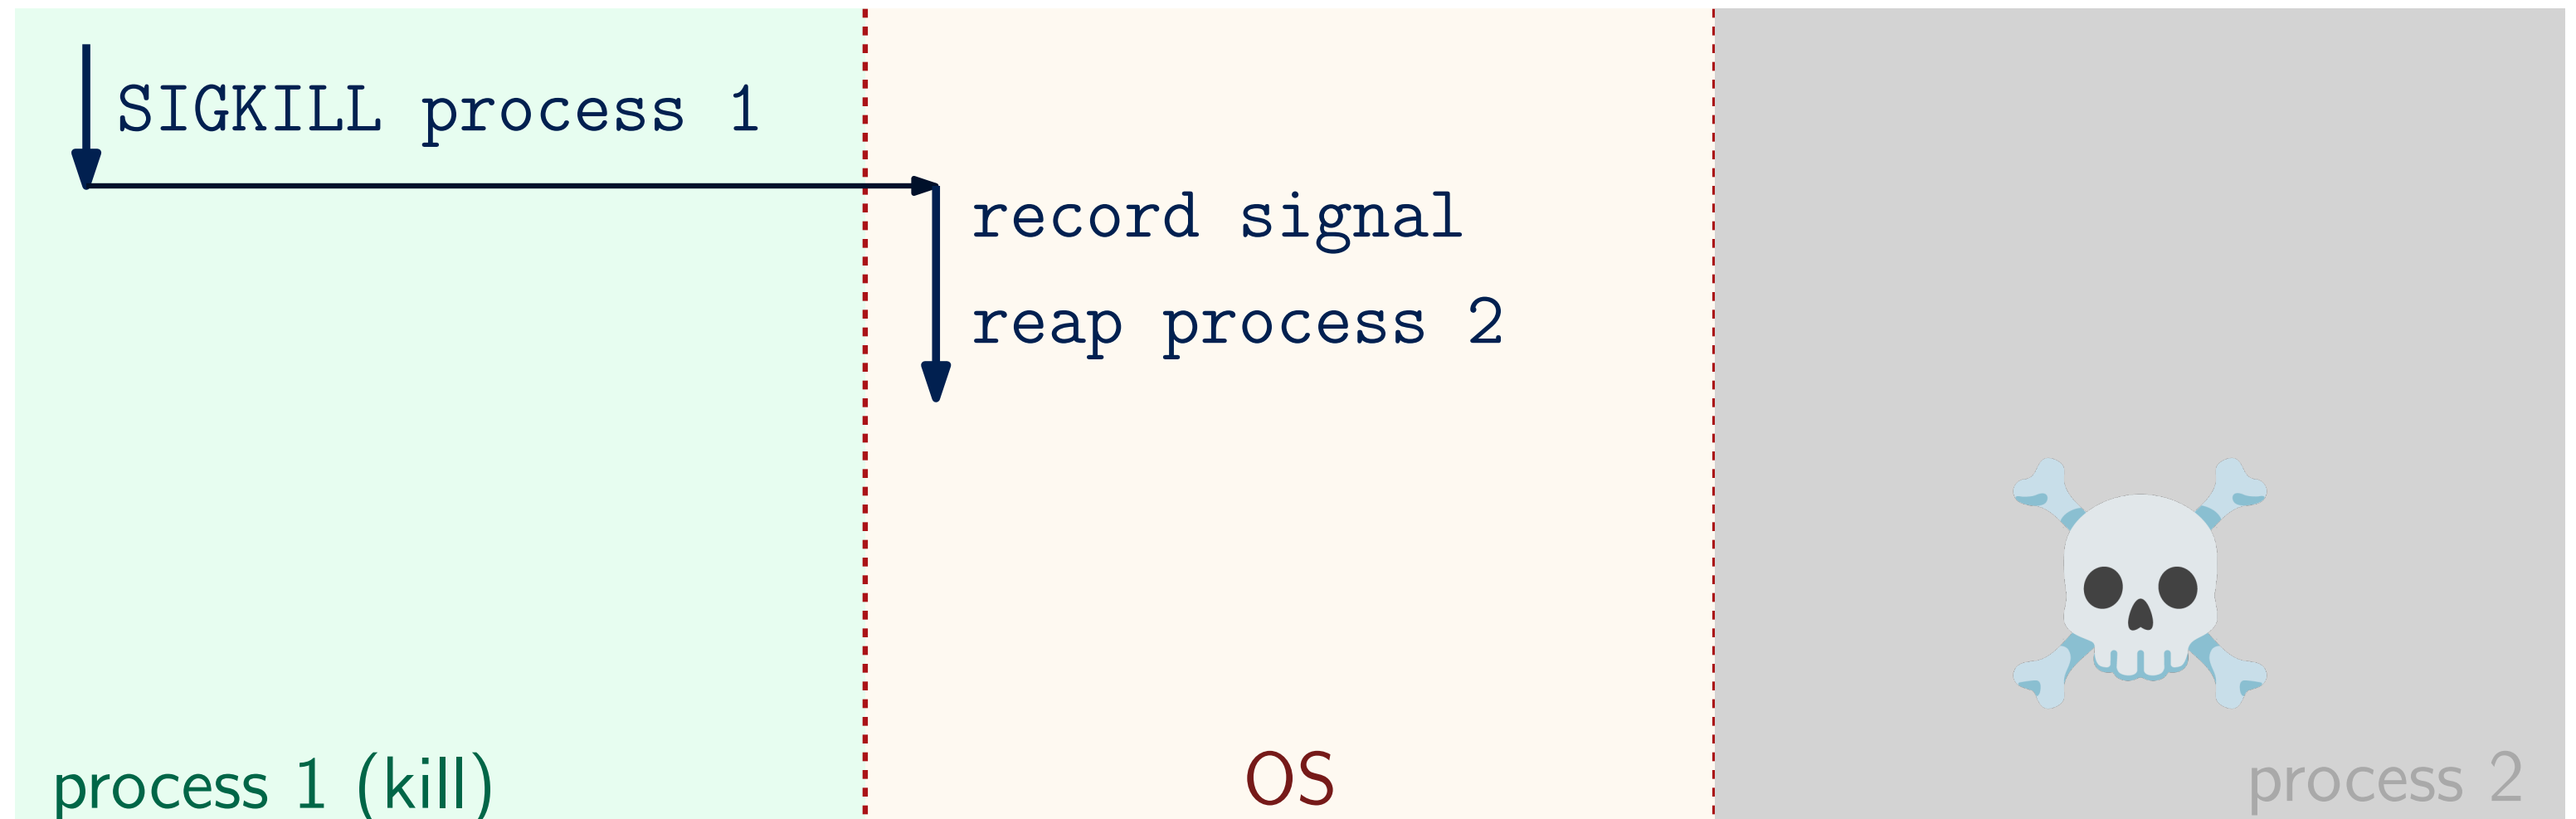 SIGKILL process 1
record signal
reap process 2
process 1 (kill)
OS
process 2